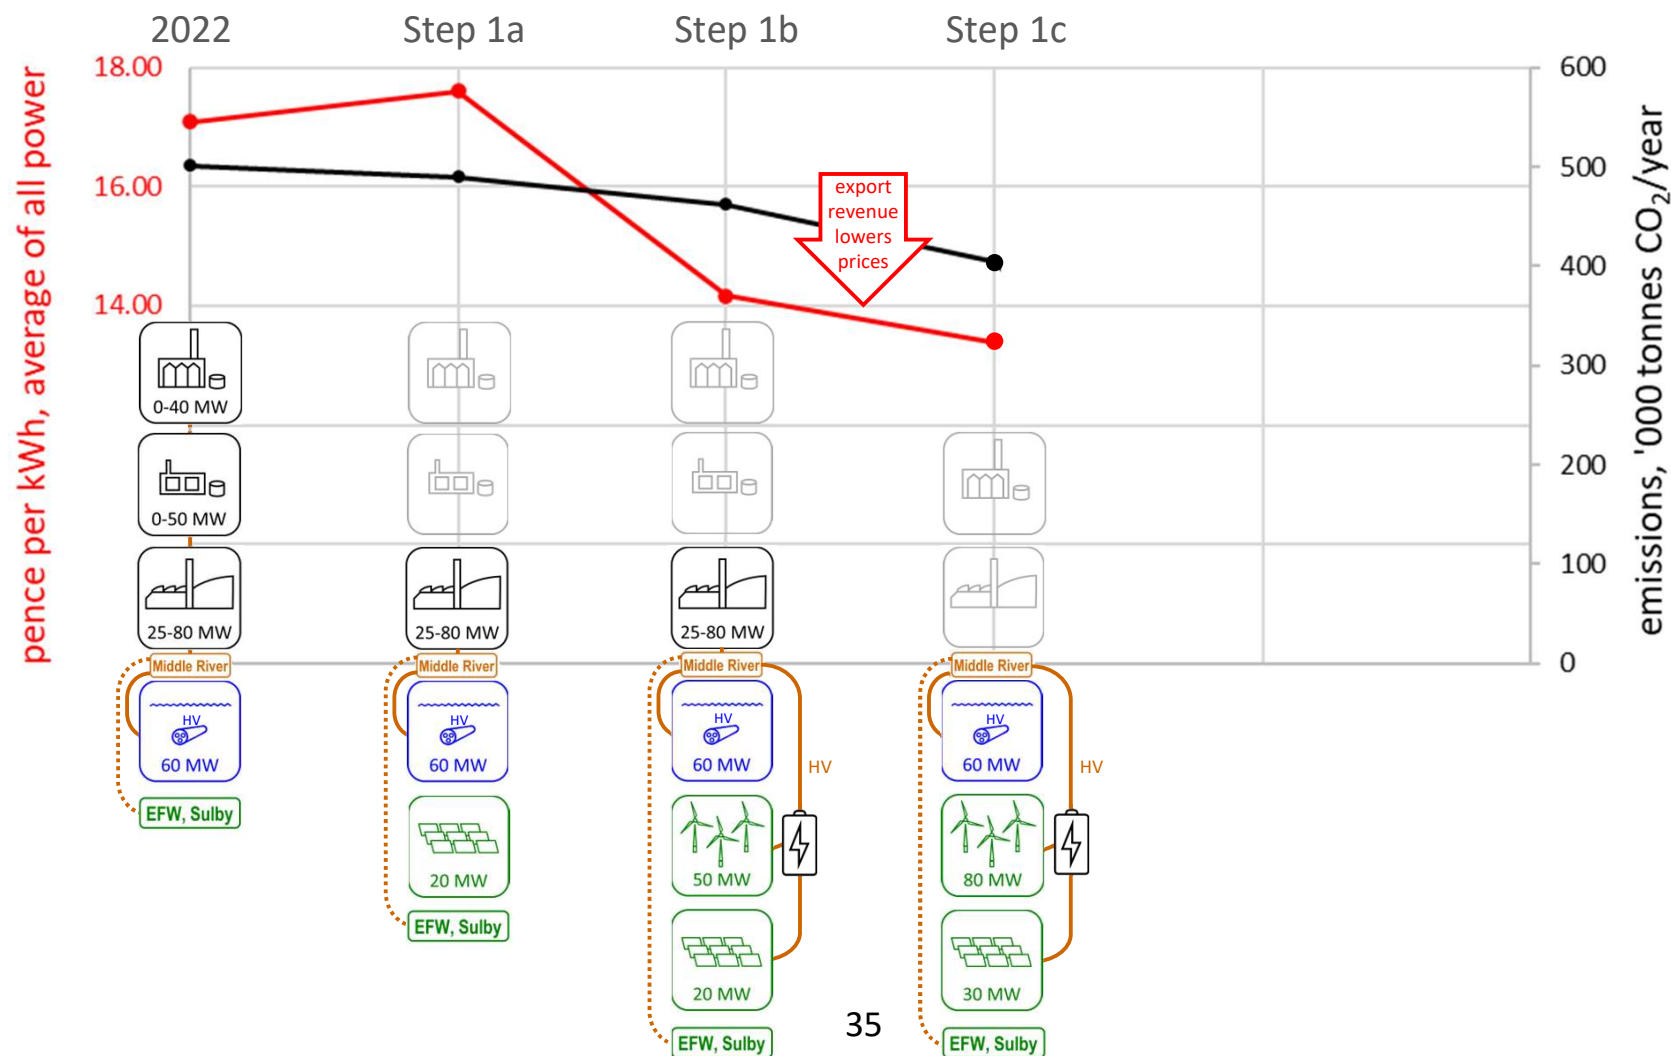 2022 Step 1a Step 1b Step 1c
pence per kWh, average of all power
18.00
16.00
14.00
600
500
400
300
200
100
0
emissions, '000 tonnes CO₂/year
export
revenue
lowers
prices
0-40 MW
0-50 MW
25-80 MW
Middle River
HV
60 MW
EFW, Sulby
25-80 MW
Middle River
HV
60 MW
20 MW
EFW, Sulby
25-80 MW
Middle River
HV
60 MW
HV
50 MW
20 MW
EFW, Sulby
Middle River
HV
60 MW
HV
80 MW
30 MW
EFW, Sulby
35